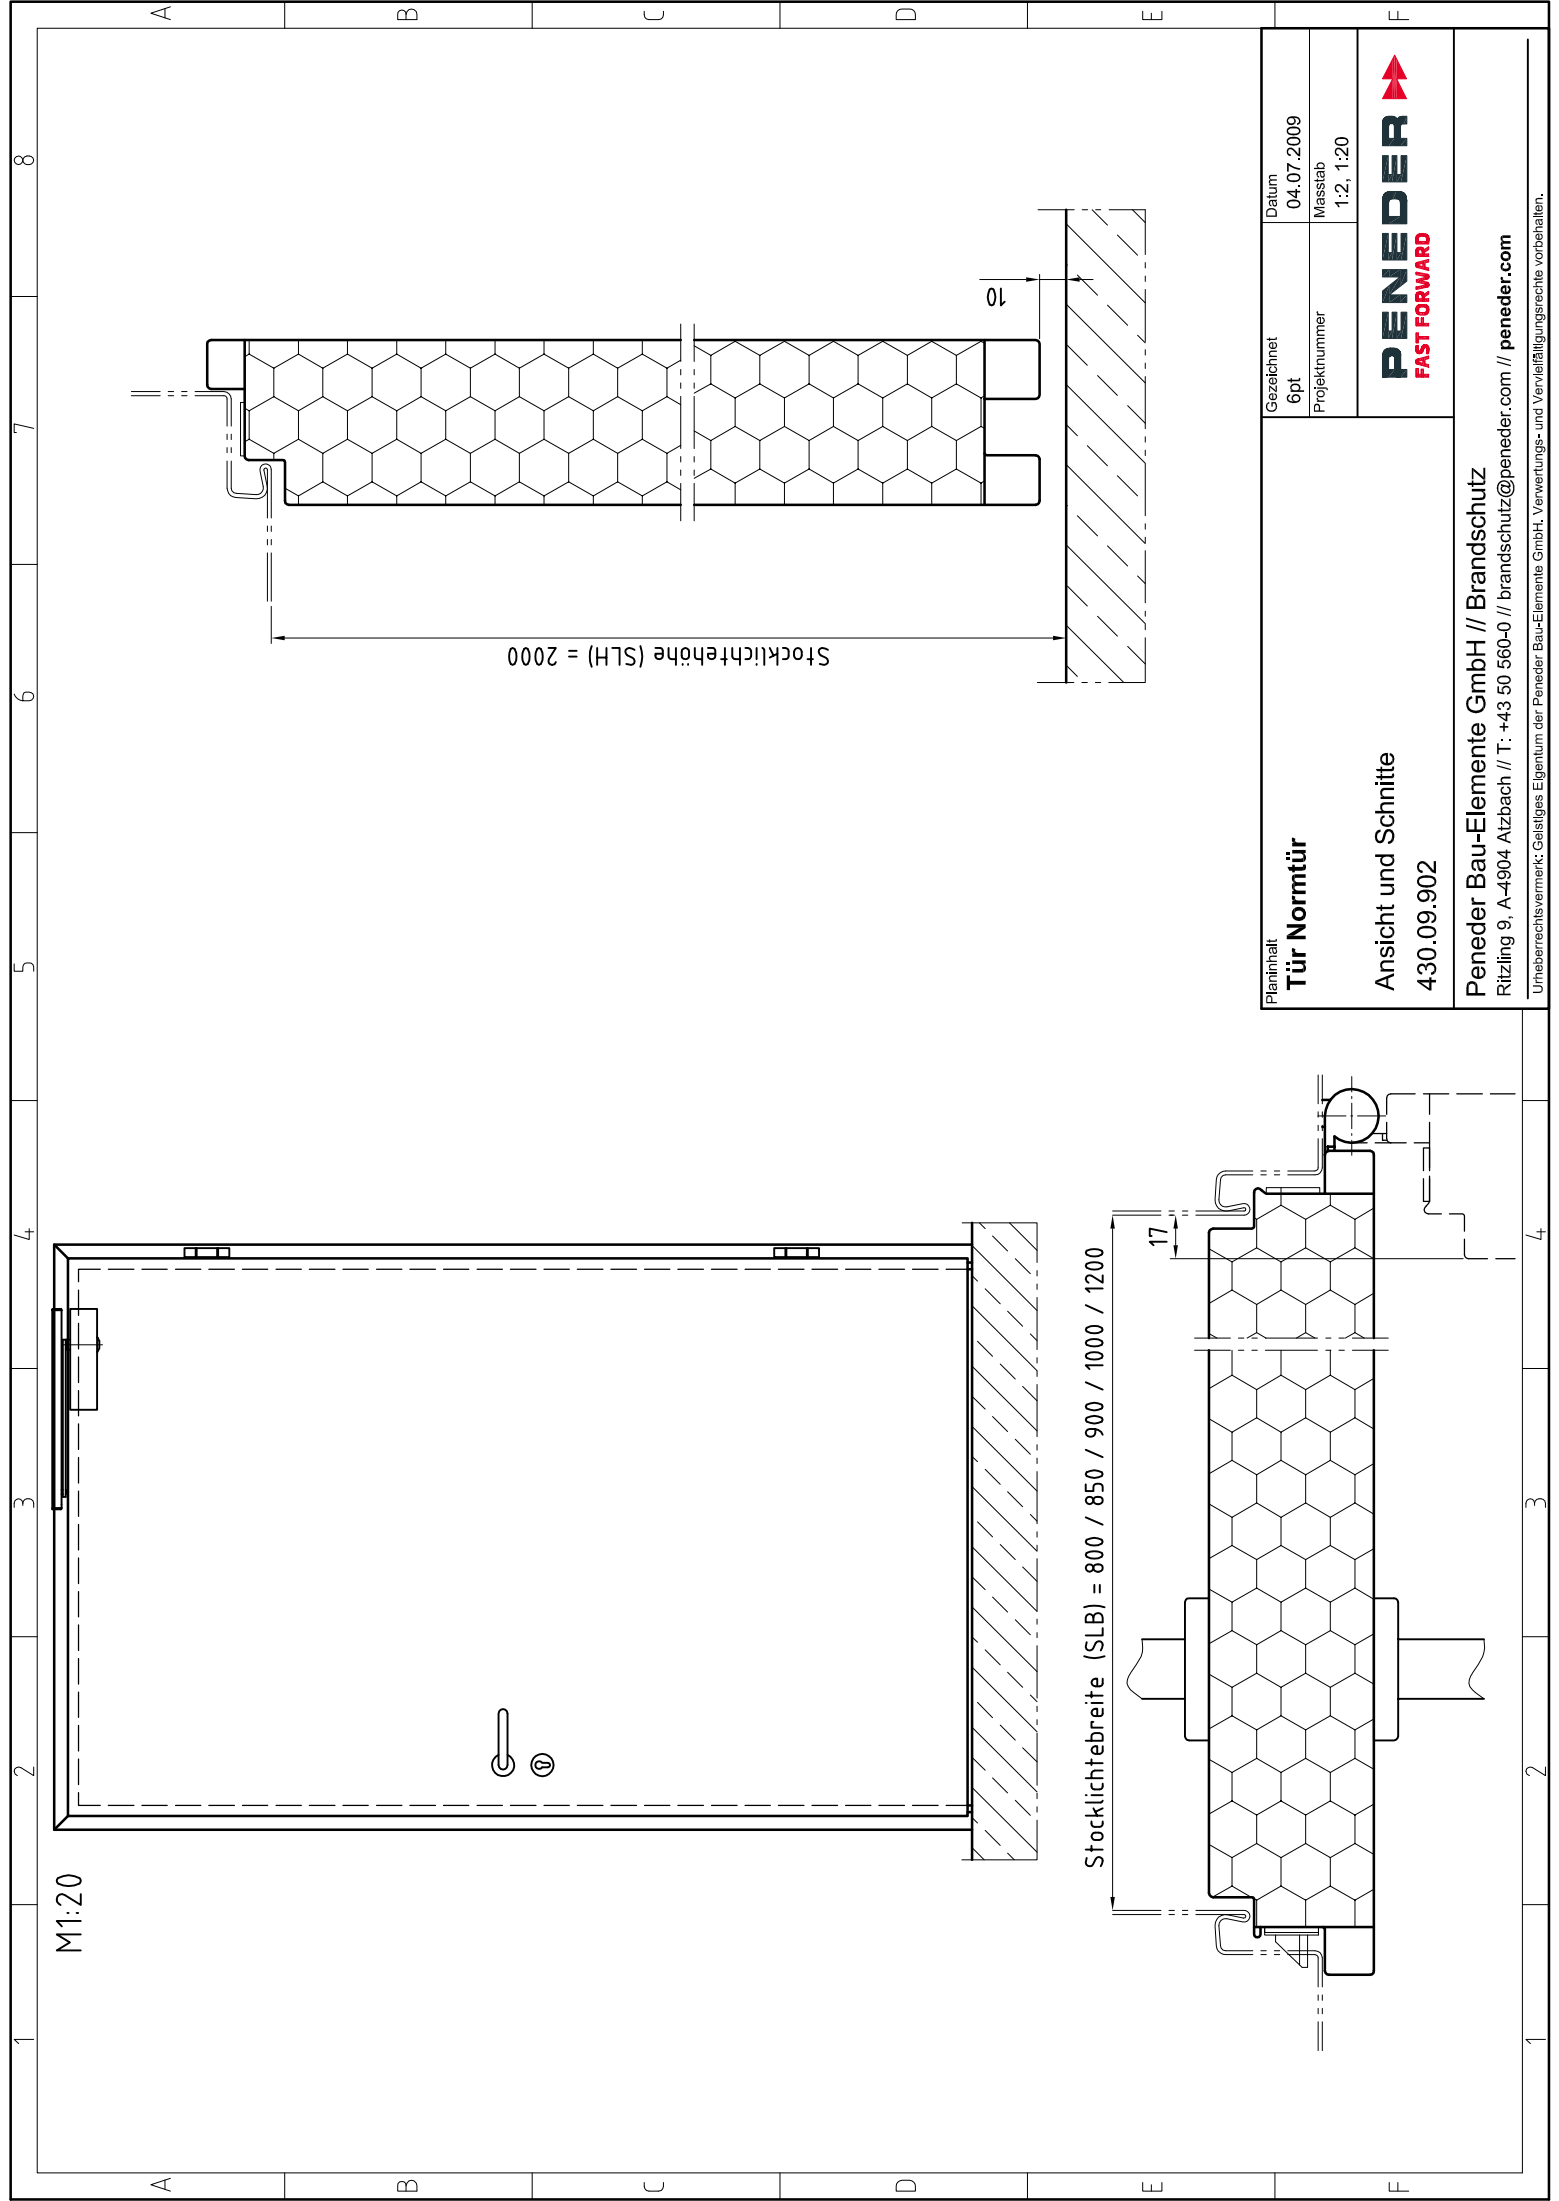 1
2
3
4
5
6
7
8
A
B
C
D
E
F
M1:20
Stocklichtehöhe (SLH) = 2000
10
Stocklichtebreite (SLB) = 800 / 850 / 900 / 1000 / 1200
17
Planinhalt
Tür Normtür
Ansicht und Schnitte
430.09.902
Gezeichnet
6pt
Datum
04.07.2009
Projektnummer
Masstab
1:2, 1:20
PENEDER
FAST FORWARD
Peneder Bau-Elemente GmbH // Brandschutz
Ritzling 9, A-4904 Atzbach // T: +43 50 560-0 // brandschutz@peneder.com // peneder.com
Urheberrechtsvermerk: Geistiges Eigentum der Peneder Bau-Elemente GmbH. Verwertungs- und Vervielfältigungsrechte vorbehalten.
A
B
C
D
E
F
1
2
3
4